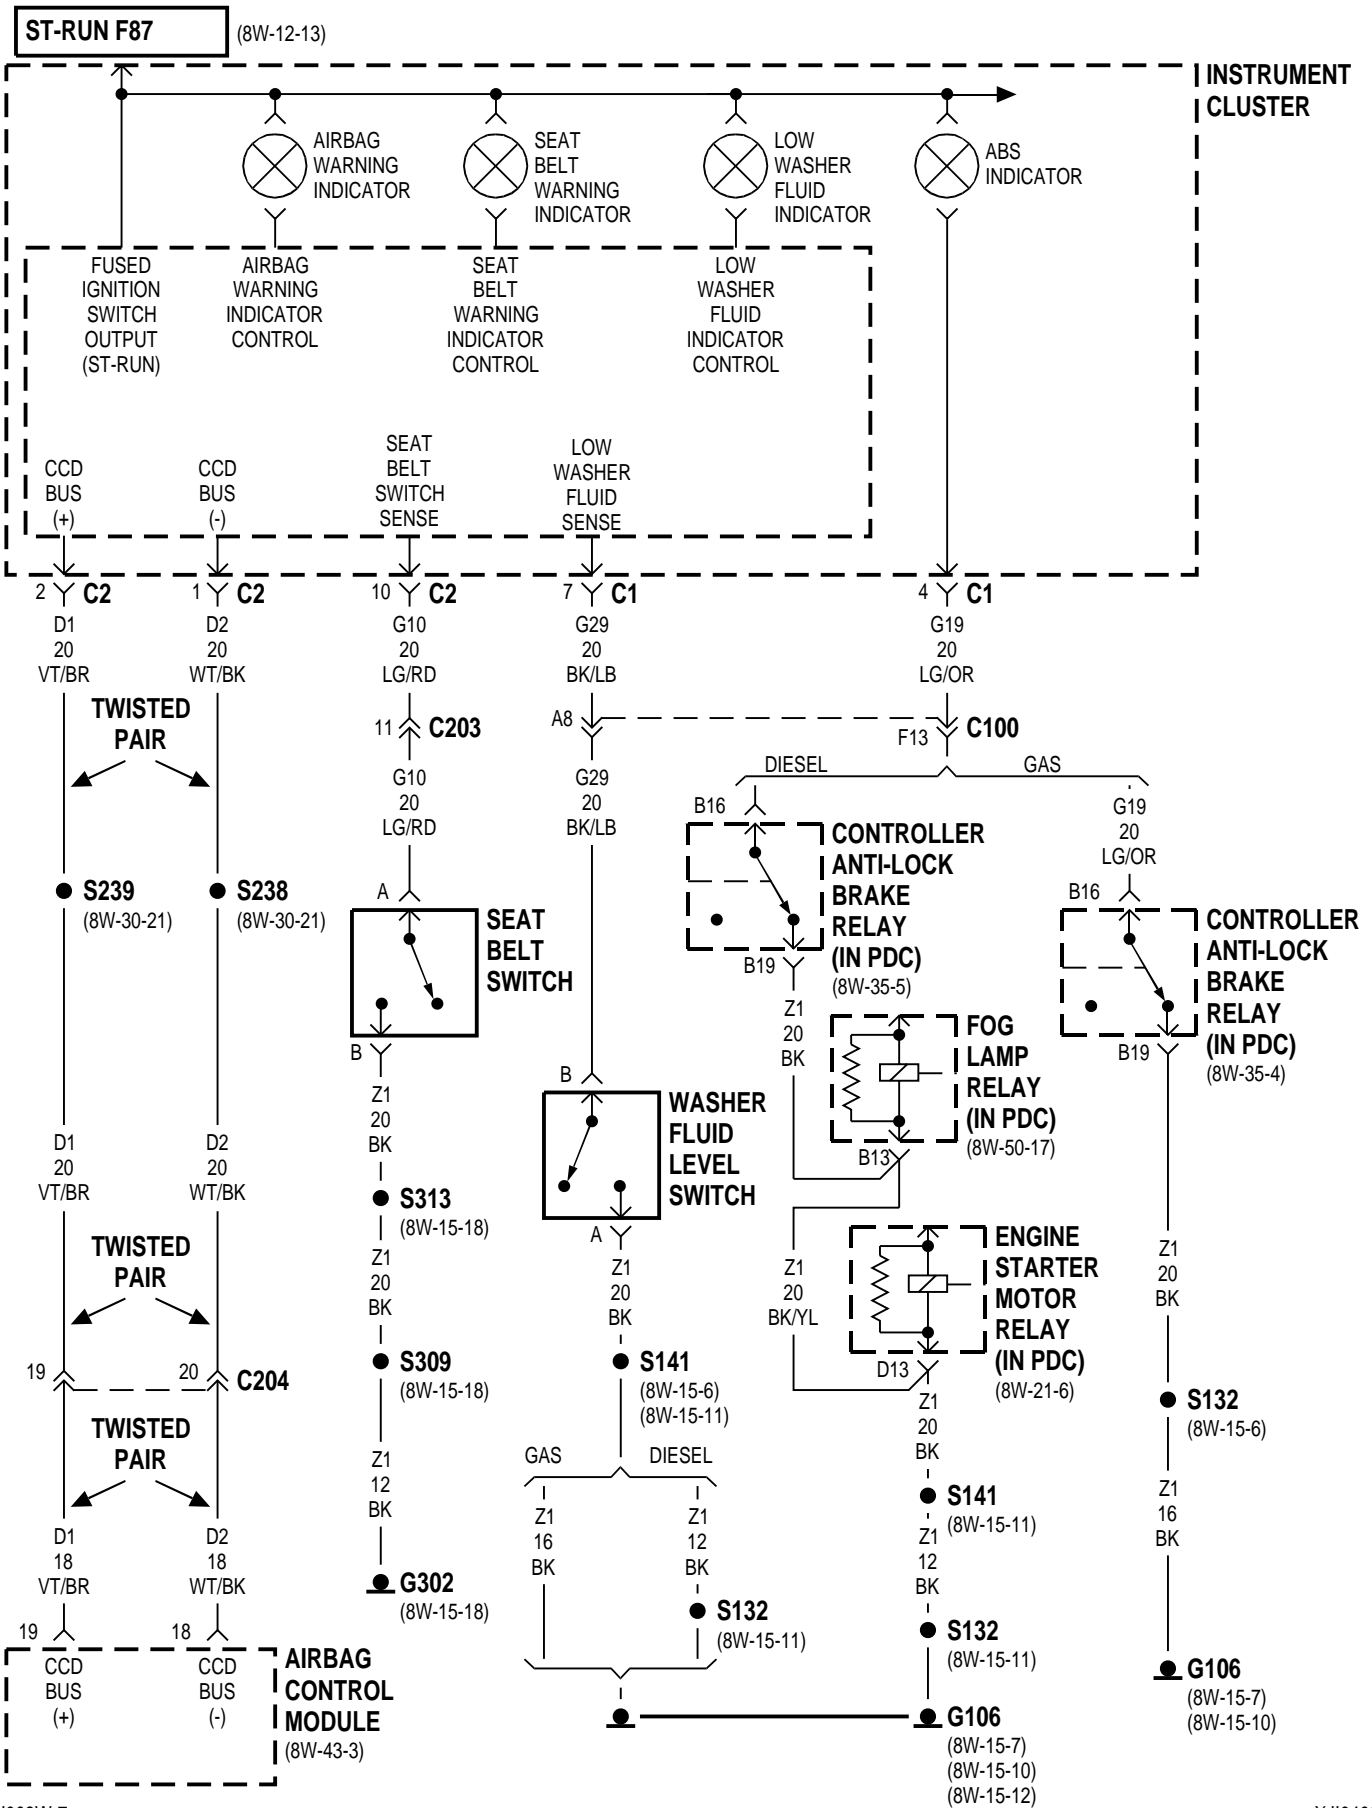 ST-RUN F87
(8W-12-13)
INSTRUMENT
CLUSTER
AIRBAG
WARNING
INDICATOR
SEAT
BELT
WARNING
INDICATOR
LOW
WASHER
FLUID
INDICATOR
ABS
INDICATOR
FUSED
IGNITION
SWITCH
OUTPUT
(ST-RUN)
AIRBAG
WARNING
INDICATOR
CONTROL
SEAT
BELT
WARNING
INDICATOR
CONTROL
LOW
WASHER
FLUID
INDICATOR
CONTROL
CCD
BUS
(+)
CCD
BUS
(-)
SEAT
BELT
SWITCH
SENSE
LOW
WASHER
FLUID
SENSE
2 C2
1 C2
10 C2
7 C1
4 C1
D1
20
VT/BR
D2
20
WT/BK
G10
20
LG/RD
G29
20
BK/LB
G19
20
LG/OR
TWISTED
PAIR
11 C203
A8
F13 C100
G10
20
LG/RD
G29
20
BK/LB
DIESEL
GAS
B16
G19
20
LG/OR
CONTROLLER
ANTI-LOCK
BRAKE
RELAY
(IN PDC)
(8W-35-5)
B19
S239
(8W-30-21)
S238
(8W-30-21)
A
SEAT
BELT
SWITCH
B
B16
CONTROLLER
ANTI-LOCK
BRAKE
RELAY
(IN PDC)
(8W-35-4)
B19
Z1
20
BK
FOG
LAMP
RELAY
(IN PDC)
(8W-50-17)
B13
B
WASHER
FLUID
LEVEL
SWITCH
A
Z1
20
BK
D1
20
VT/BR
D2
20
WT/BK
S313
(8W-15-18)
TWISTED
PAIR
Z1
20
BK
Z1
20
BK
Z1
20
BK/YL
ENGINE
STARTER
MOTOR
RELAY
(IN PDC)
(8W-21-6)
D13
Z1
20
BK
19
20 C204
S309
(8W-15-18)
S141
(8W-15-6)
(8W-15-11)
Z1
20
BK
S132
(8W-15-6)
TWISTED
PAIR
Z1
12
BK
GAS
DIESEL
Z1
16
BK
Z1
12
BK
S141
(8W-15-11)
Z1
12
BK
Z1
16
BK
D1
18
VT/BR
D2
18
WT/BK
G302
(8W-15-18)
S132
(8W-15-11)
S132
(8W-15-11)
19
18
CCD
BUS
(+)
CCD
BUS
(-)
AIRBAG
CONTROL
MODULE
(8W-43-3)
G106
(8W-15-7)
(8W-15-10)
G106
(8W-15-7)
(8W-15-10)
(8W-15-12)